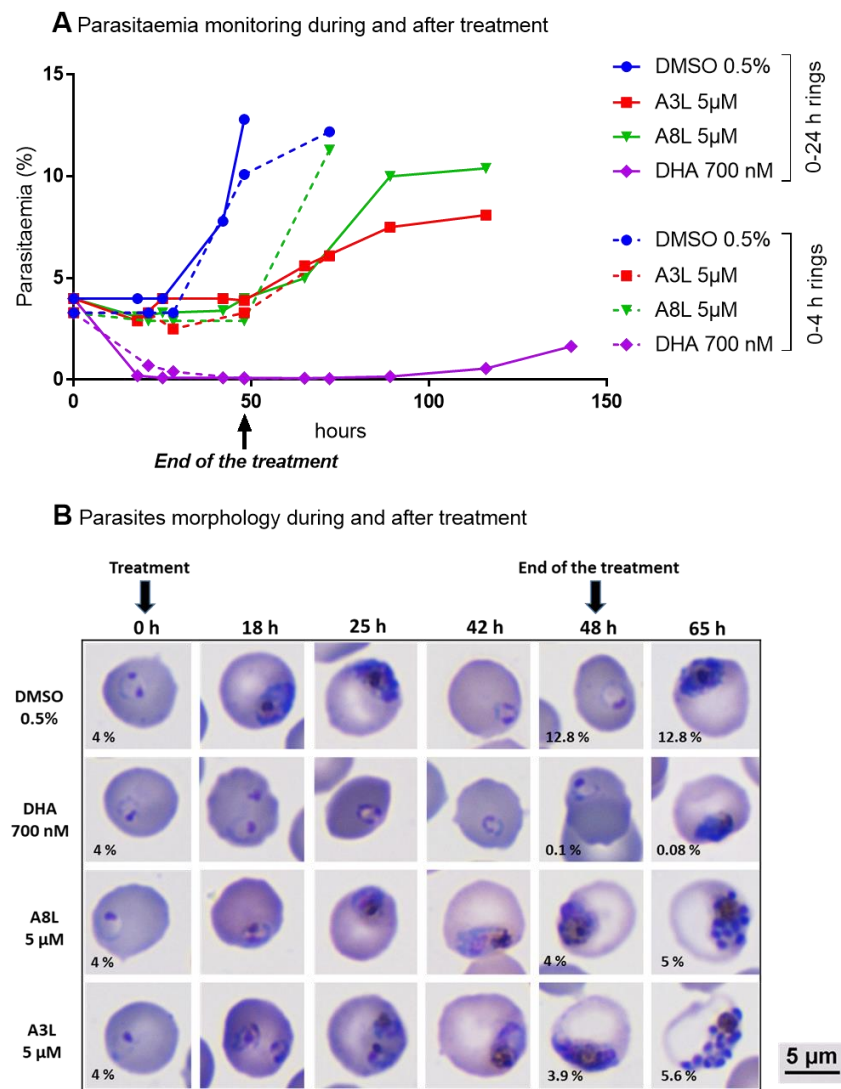 A Parasitaemia monitoring during and after treatment
15
10
5
0
Parasitaemia (%)
0
50
100
150
hours
End of the treatment
DMSO 0.5%
A3L 5µM
A8L 5µM
DHA 700 nM
0-24 h rings
DMSO 0.5%
A3L 5µM
A8L 5µM
DHA 700 nM
0-4 h rings
B Parasites morphology during and after treatment
Treatment
End of the treatment
0 h 18 h 25 h 42 h 48 h 65 h
DMSO
0.5%
4 % 12.8 % 12.8 %
DHA
700 nM
4 % 0.1 % 0.08 %
A8L
5 µM
4 % 4 % 5 %
A3L
5 µM
4 % 3.9 % 5.6 %
5 µm